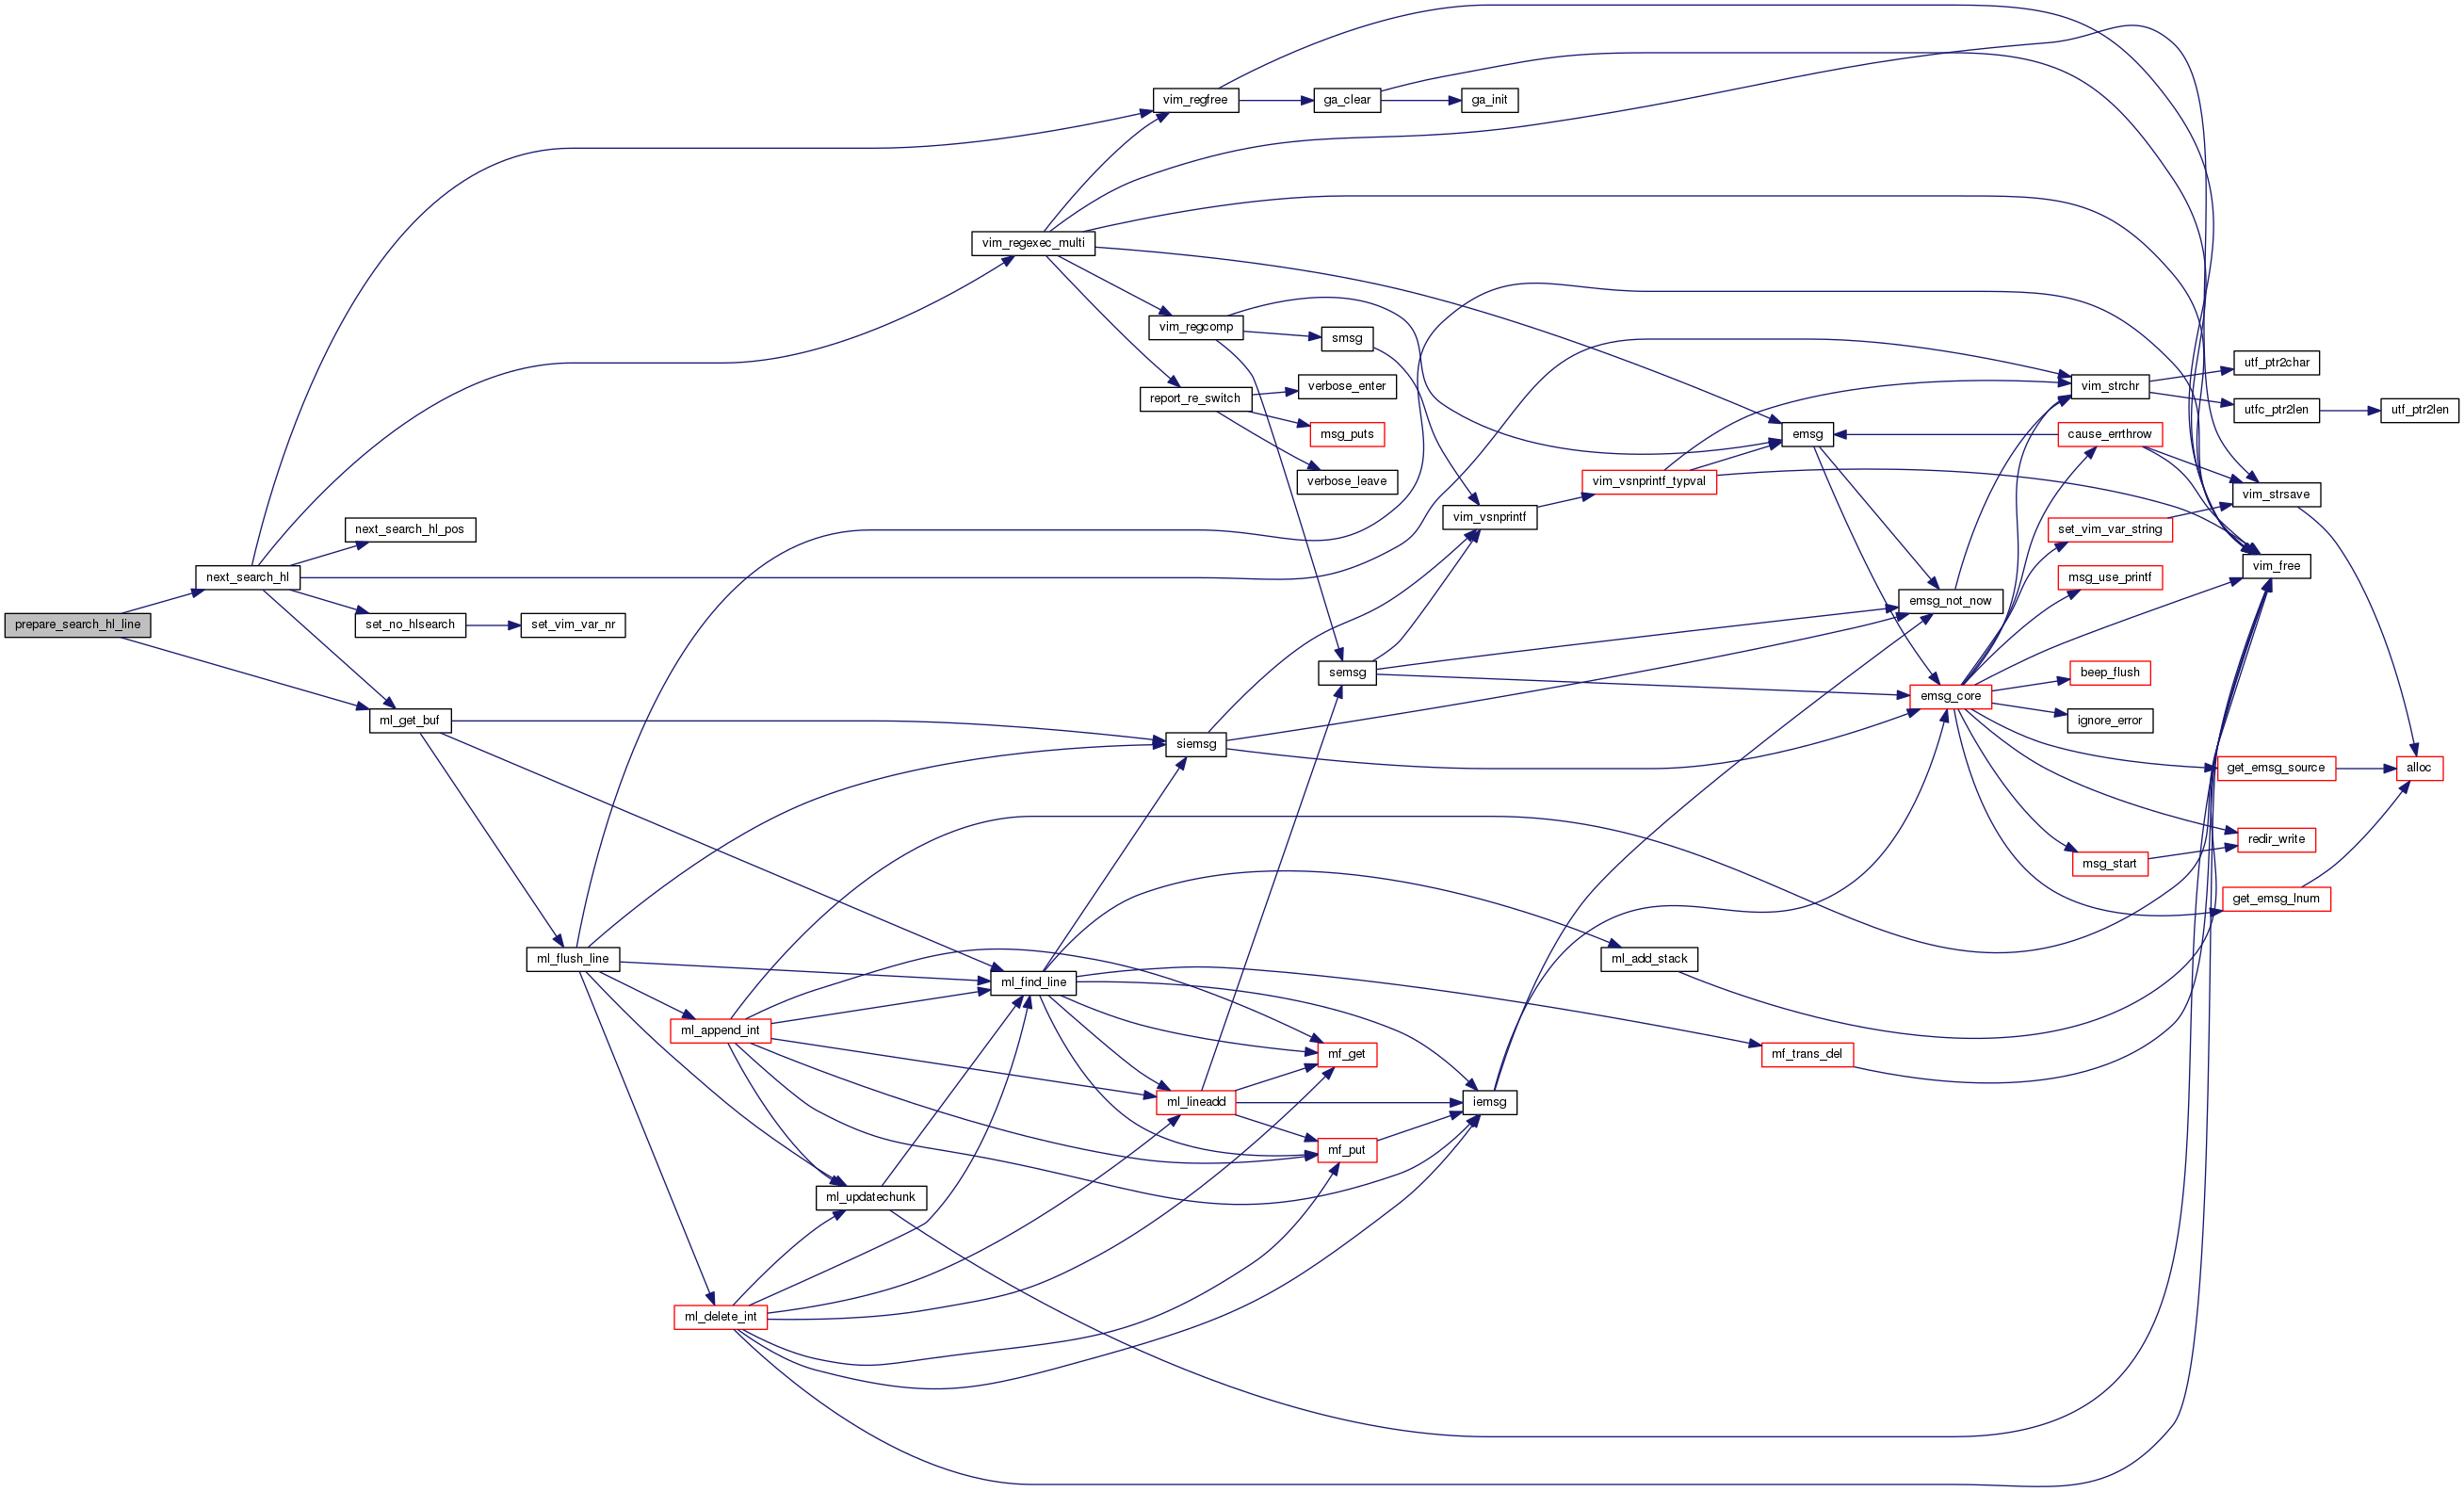 vim_regfree
ga_clear
ga_init
vim_regexec_multi
vim_regcomp
smsg
utf_ptr2char
vim_strchr
verbose_enter
report_re_switch
utfc_ptr2len
utf_ptr2len
msg_puts
emsg
cause_errthrow
verbose_leave
vim_vsnprintf_typval
vim_strsave
vim_vsnprintf
next_search_hl_pos
set_vim_var_string
vim_free
next_search_hl
msg_use_printf
emsg_not_now
prepare_search_hl_line
set_no_hlsearch
set_vim_var_nr
semsg
beep_flush
emsg_core
ml_get_buf
ignore_error
siemsg
get_emsg_source
alloc
redir_write
msg_start
get_emsg_lnum
ml_flush_line
ml_add_stack
ml_find_line
ml_append_int
mf_get
mf_trans_del
ml_lineadd
iemsg
mf_put
ml_updatechunk
ml_delete_int